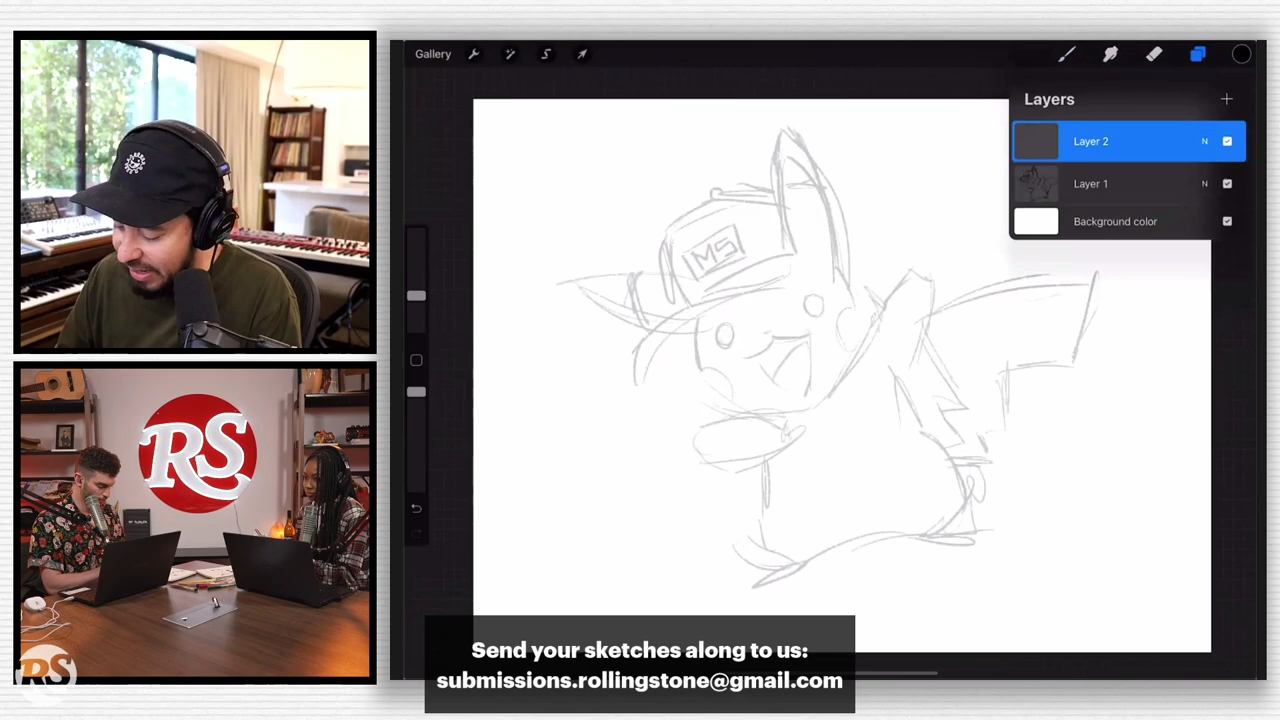 Gallery
Layers
Layer 2
N
Layer 1
N
Background color
MS
RS
RS
Send your sketches along to us:
submissions.rollingstone@gmail.com